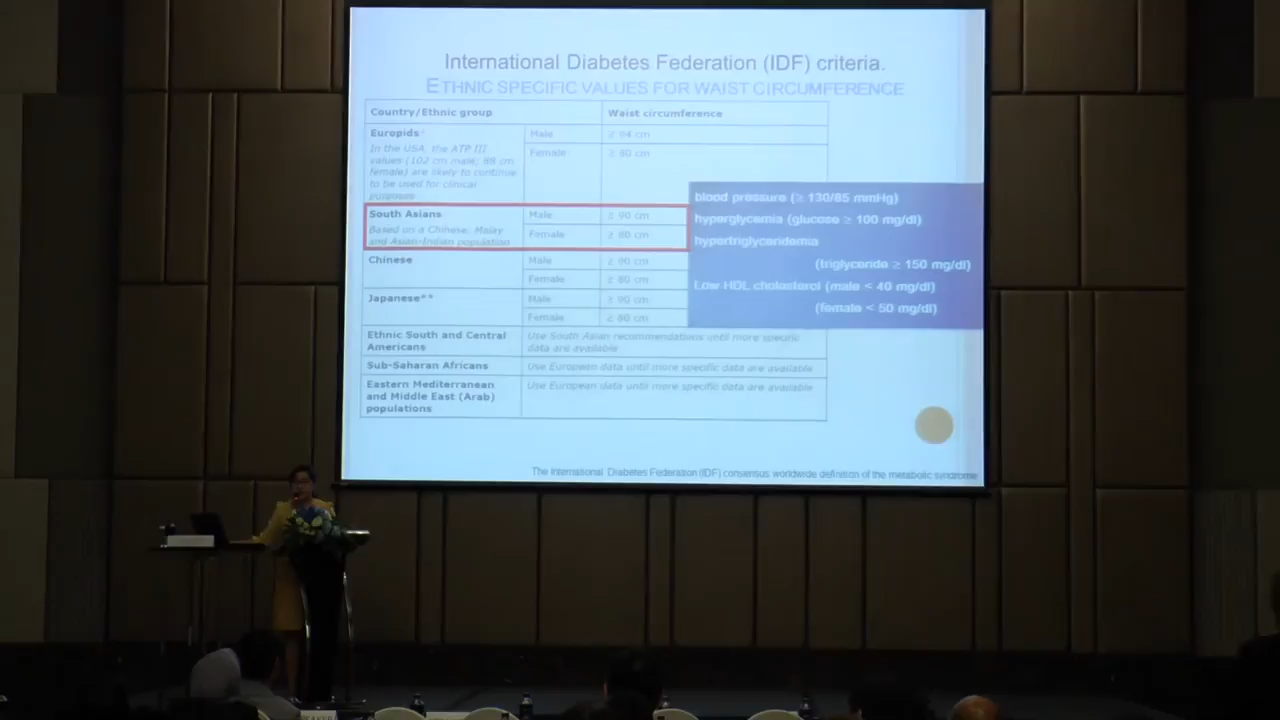 International Diabetes Federation (IDF) criteria.
ETHNIC SPECIFIC VALUES FOR WAIST CIRCUMFERENCE
Country/Ethnic group Waist circumference
Europids* Male ≥ 94 cm
In the USA, the ATP III
values (102 cm male; 88 cm
female) are likely to continue
to be used for clinical
purposes
Female ≥ 80 cm
South Asians Male ≥ 90 cm
Based on a Chinese, Malay
and Asian-Indian population
Female ≥ 80 cm
Chinese Male ≥ 90 cm
Female ≥ 80 cm
Japanese** Male ≥ 90 cm
Female ≥ 80 cm
Ethnic South and Central
Americans
Use South Asian recommendations until more specific
data are available
Sub-Saharan Africans Use European data until more specific data are available
Eastern Mediterranean
and Middle East (Arab)
populations
Use European data until more specific data are available
blood pressure (≥ 130/85 mmHg)
hyperglycemia (glucose ≥ 100 mg/dl)
hypertriglyceridemia
(triglyceride ≥ 150 mg/dl)
Low HDL cholesterol (male < 40 mg/dl)
(female < 50 mg/dl)
The International Diabetes Federation (IDF) consensus worldwide definition of the metabolic syndrome